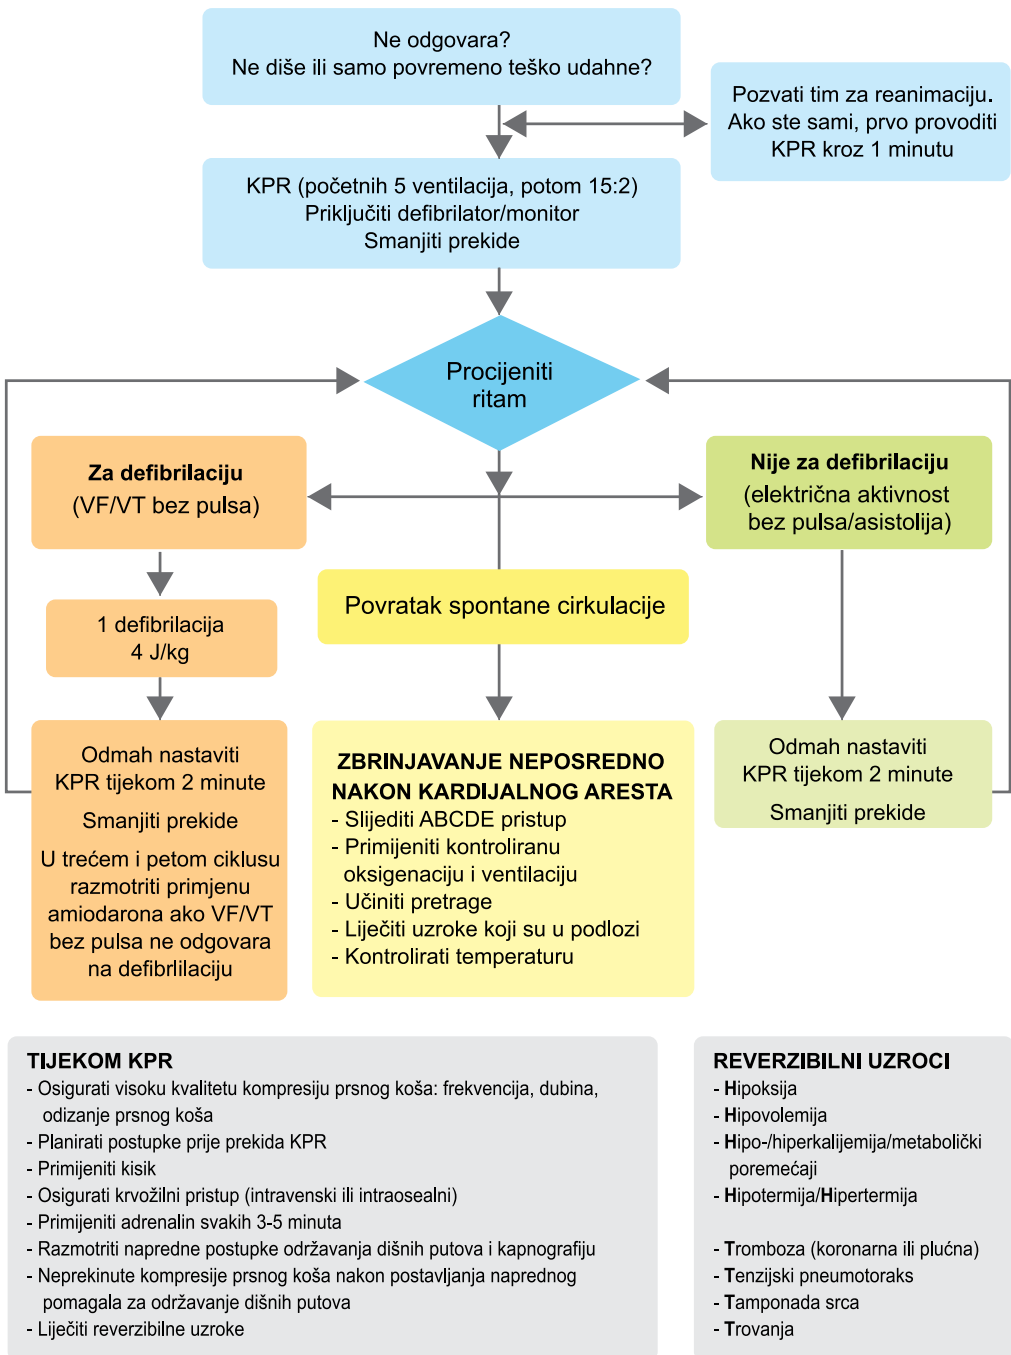 Ne odgovara?
Ne diše ili samo povremeno teško udahne?
Pozvati tim za reanimaciju.
Ako ste sami, prvo provoditi
KPR kroz 1 minutu
KPR (početnih 5 ventilacija, potom 15:2)
Priključiti defibrilator/monitor
Smanjiti prekide
Procijeniti
ritam
Za defibrilaciju
(VF/VT bez pulsa)
Nije za defibrilaciju
(eléktrična aktivnost
bez pulsa/asistolija)
1 defibrilacija
4 J/kg
Povratak spontane cirkulacije
Odmah nastaviti
KPR tijekom 2 minute
Smanjiti prekide
U trećem i petom ciklusu
razmotriti primjenu
amiodarona ako VF/VT
bez pulsa ne odgovara
na defibrlilaciju
ZBRINJAVANJE NEPOSREDNO
NAKON KARDIJALNOG ARESTA
- Slijediti ABCDE pristup
- Primijeniti kontroliranu
oksigenaciju i ventilaciju
- Učiniti pretrage
- Liječiti uzroke koji su u podlozi
- Kontrolirati temperaturu
Odmah nastaviti
KPR tijekom 2 minute
Smanjiti prekide
TIJEKOM KPR
- Osigurati visoku kvalitetu kompresiju prsnog koša: frekvencija, dubina,
odizanje prsnog koša
- Planirati postupke prije prekida KPR
- Primijeniti kisik
- Osigurati krvožilni pristup (intravenski ili intraosealni)
- Primijeniti adrenalin svakih 3-5 minuta
- Razmotriti napredne postupke održavanja dišnih putova i kapnografiju
- Neprekinute kompresije prsnog koša nakon postavljanja naprednog
pomagala za održavanje dišnih putova
- Liječiti reverzibilne uzroke
REVERZIBILNI UZROCI
- Hipoksija
- Hipovolemija
- Hipo-/hiperkalijemija/metabolički
poremećaji
- Hipotermija/Hipertermija
- Tromboza (koronarna ili plućna)
- Tenzijski pneumotoraks
- Tamponada srca
- Trovanja